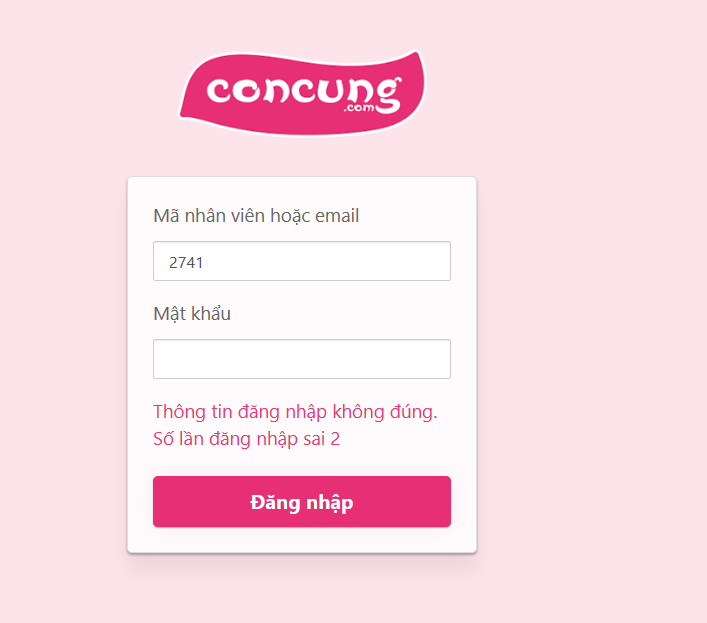 concung
.com
Mã nhân viên hoặc email
2741
Mật khẩu
Thông tin đăng nhập không đúng.
Số lần đăng nhập sai 2
Đăng nhập